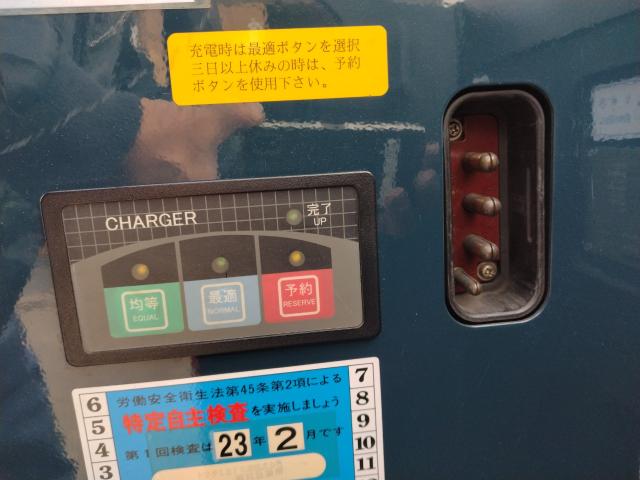 充電時は最適ボタンを選択
三日以上休みの時は、予約
ボタンを使用下さい。
CHARGER
完了
UP
均等
EQUAL
最適
NORMAL
予約
RESERVE
労働安全衛生法第45条第2項による
特定自主検査を実施しましょう
第1回検査は23年2月です
6
5
4
3
7
8
9
10
11